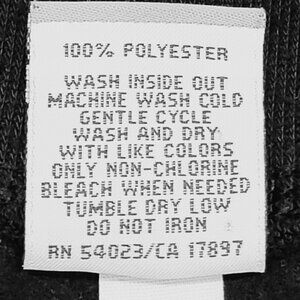 100% POLYESTER
WASH INSIDE OUT
MACHINE WASH COLD
GENTLE CYCLE
WASH AND DRY
WITH LIKE COLORS
ONLY NON-CHLORINE
BLEACH WHEN NEEDED
TUMBLE DRY LOW
DO NOT IRON
RN 54023/CA 17897